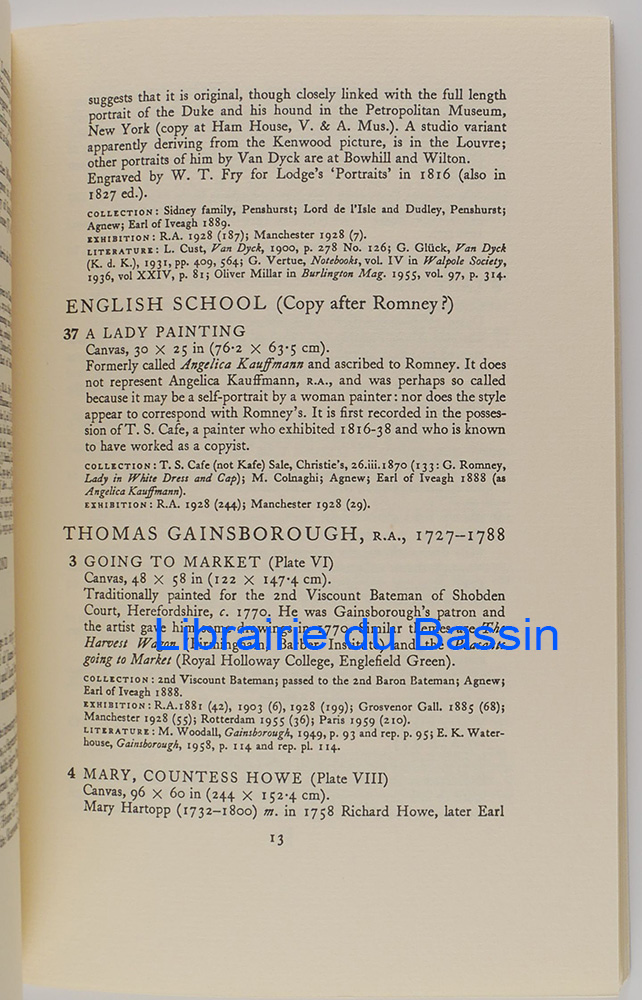 suggests that it is original, though closely linked with the full length
portrait of the Duke and his hound in the Petropolitan Museum,
New York (copy at Ham House, V. & A. Mus.). A studio variant
apparently deriving from the Kenwood picture, is in the Louvre;
other portraits of him by Van Dyck are at Bowhill and Wilton.
Engraved by W. T. Fry for Lodge's 'Portraits' in 1816 (also in
1827 ed.).
COLLECTION: Sidney family, Penshurst; Lord de l'Isle and Dudley, Penshurst;
Agnew; Earl of Iveagh 1889.
EXHIBITION: R.A. 1928 (187); Manchester 1928 (7).
LITERATURE: L. Cust, Van Dyck, 1900, p. 278 No. 126; G. Glück, Van Dyck
(K. d. K.), 1931, pp. 409, 564; G. Vertue, Notebooks, vol. IV in Walpole Society,
1936, vol XXIV, p. 81; Oliver Millar in Burlington Mag. 1955, vol. 97, p. 314.
ENGLISH SCHOOL (Copy after Romney?)
37 A LADY PAINTING
Canvas, 30 × 25 in (76·2 × 63·5 cm).
Formerly called Angelica Kauffmann and ascribed to Romney. It does
not represent Angelica Kauffmann, R.A., and was perhaps so called
because it may be a self-portrait by a woman painter: nor does the style
appear to correspond with Romney's. It is first recorded in the posses-
sion of T. S. Cafe, a painter who exhibited 1816-38 and who is known
to have worked as a copyist.
COLLECTION: T. S. Cafe (not Kafe) Sale, Christie's, 26.iii.1870 (133: G. Romney,
Lady in White Dress and Cap); M. Colnaghi; Agnew; Earl of Iveagh 1888 (as
Angelica Kauffmann).
EXHIBITION: R.A. 1928 (244); Manchester 1928 (29).
THOMAS GAINSBOROUGH, R.A., 1727–1788
3 GOING TO MARKET (Plate VI)
Canvas, 48 × 58 in (122 × 147·4 cm).
Traditionally painted for the 2nd Viscount Bateman of Shobden
Court, Herefordshire, c. 1770. He was Gainsborough's patron and
the artist gave him some drawings in 1770. Similar themes are The
Librairie du Bassin
Harvest Wagon (Birmingham, Barber Institute) and the Peasants
going to Market (Royal Holloway College, Englefield Green).
COLLECTION: 2nd Viscount Bateman; passed to the 2nd Baron Bateman; Agnew;
Earl of Iveagh 1888.
EXHIBITION: R.A.1881 (42), 1903 (6), 1928 (199); Grosvenor Gall. 1885 (68);
Manchester 1928 (55); Rotterdam 1955 (36); Paris 1959 (210).
LITERATURE: M. Woodall, Gainsborough, 1949, p. 93 and rep. p. 95; E. K. Water-
house, Gainsborough, 1958, p. 114 and rep. pl. 114.
4 MARY, COUNTESS HOWE (Plate VIII)
Canvas, 96 × 60 in (244 × 152·4 cm).
Mary Hartopp (1732–1800) m. in 1758 Richard Howe, later Earl
13